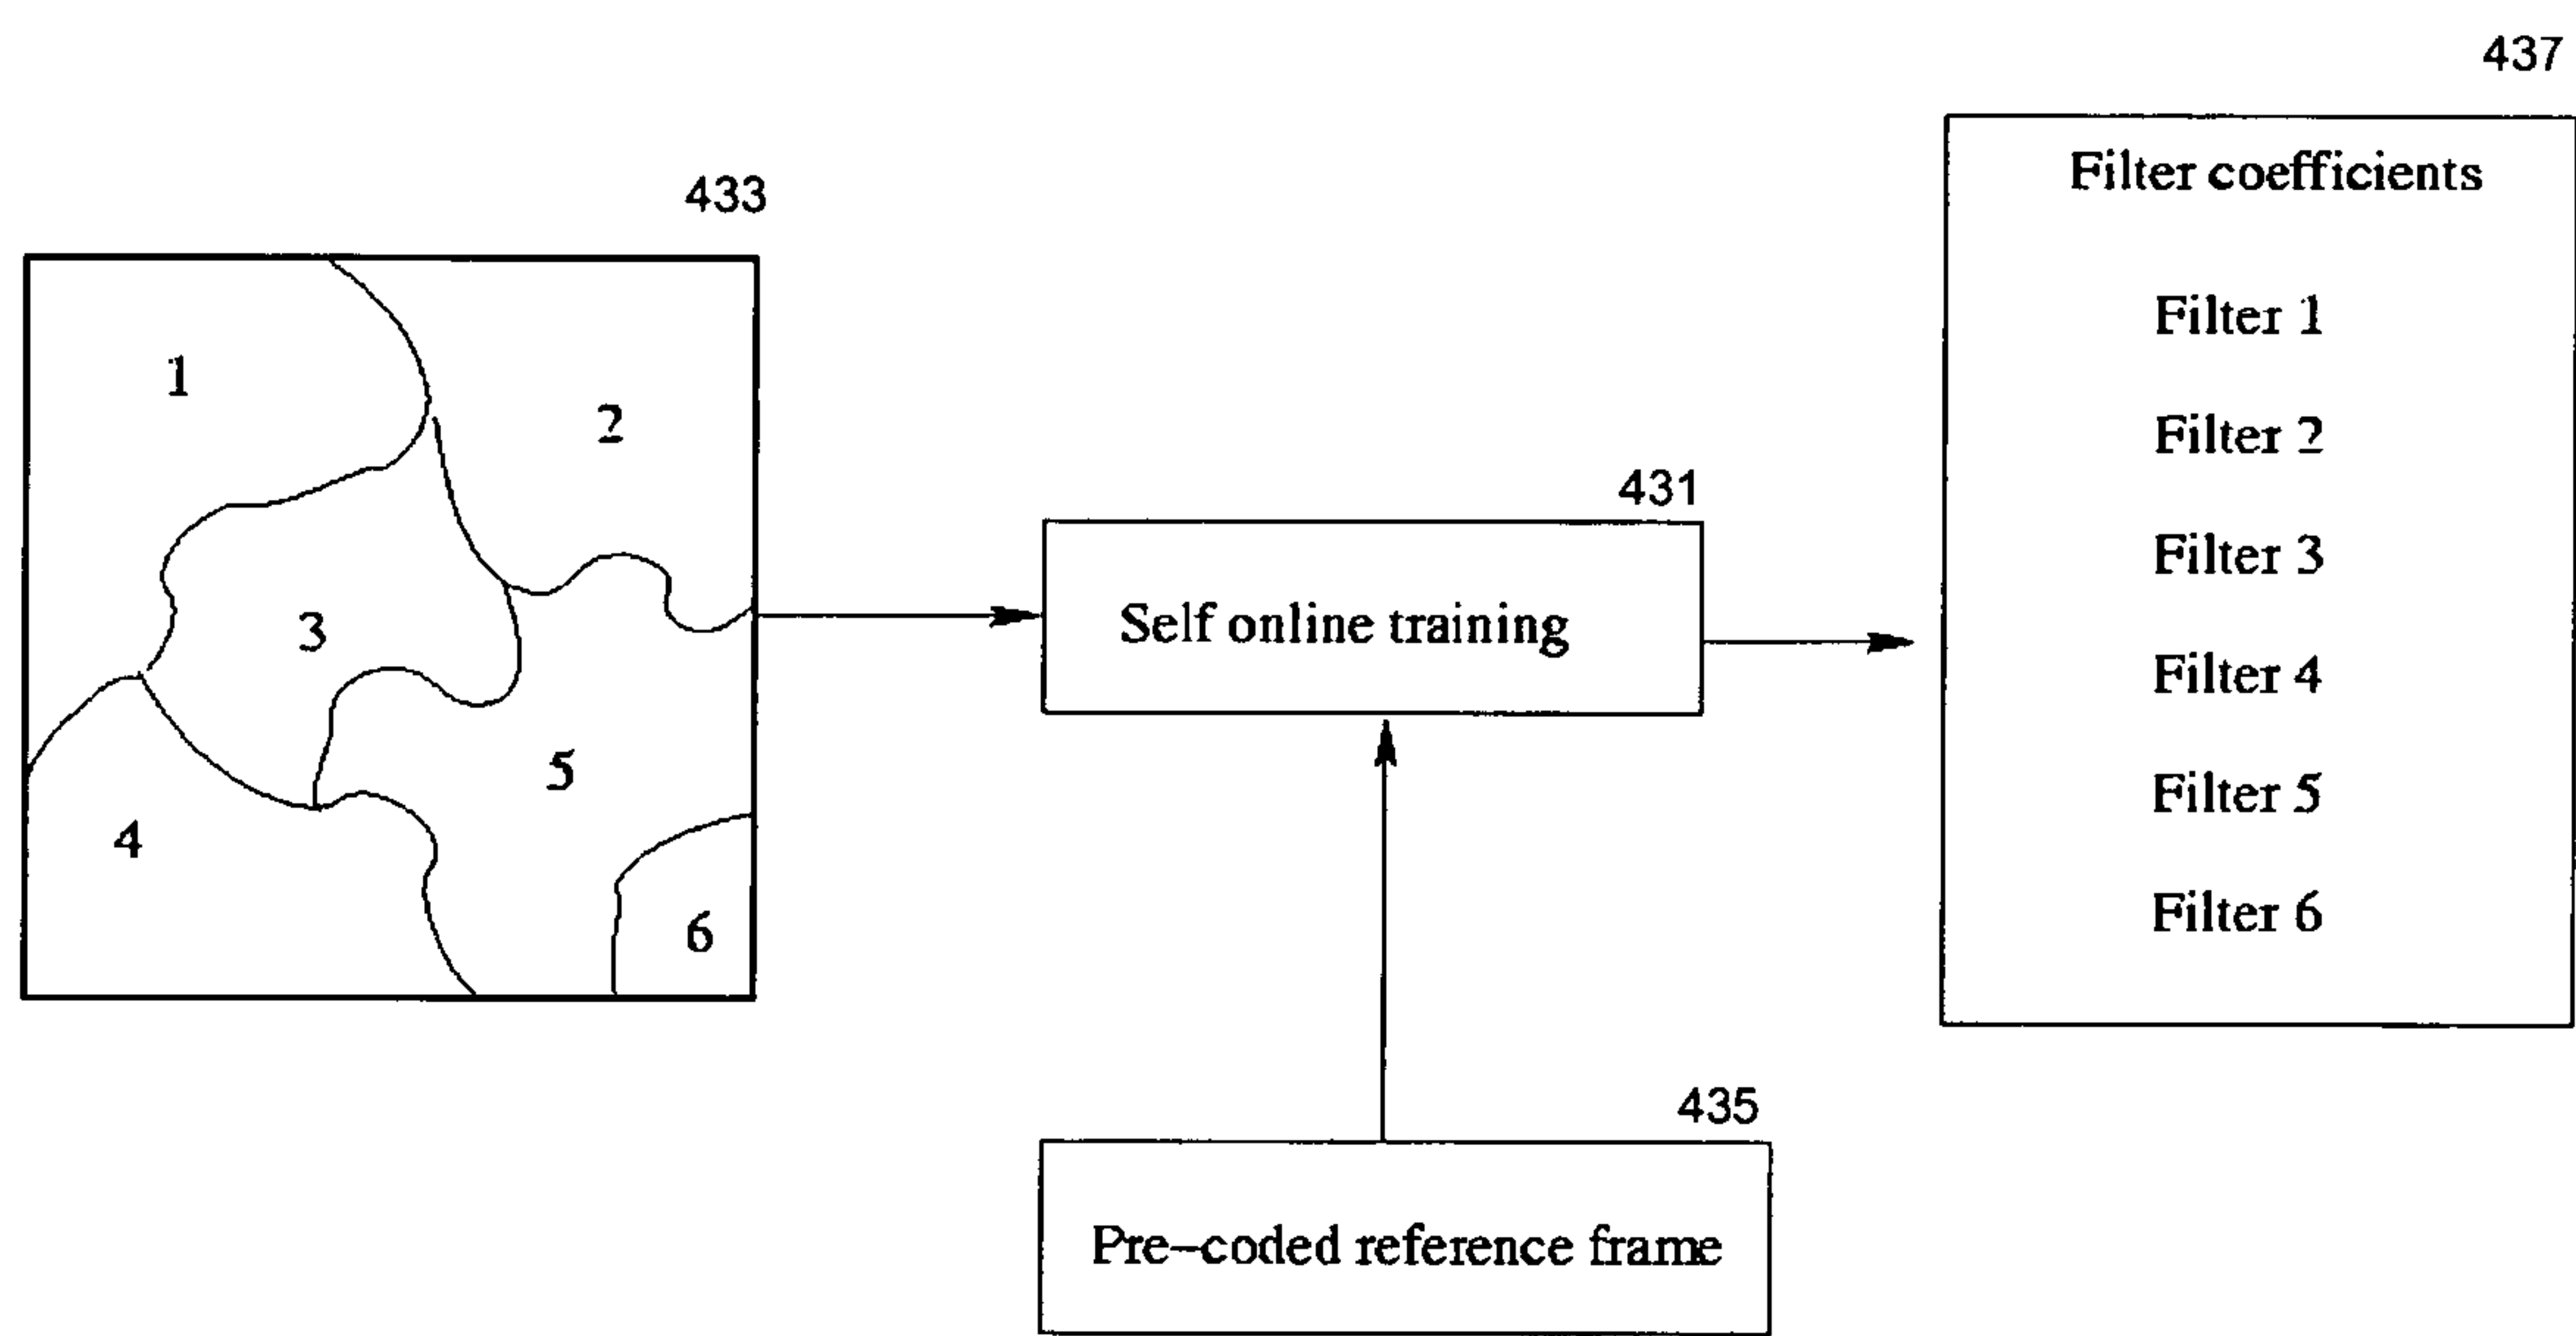 437
Filter coefficients
433
Filter 1
1
2
Filter 2
431
Filter 3
Self online training
3
Filter 4
5
Filter 5
4
6
Filter 6
435
Pre–coded reference frame